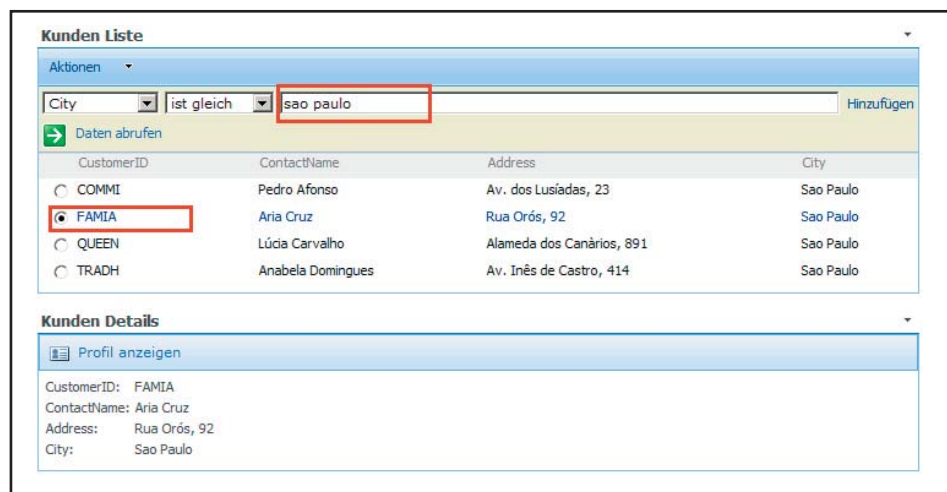 Kunden Liste
Aktionen
City ist gleich sao paulo Hinzufügen
Daten abrufen
CustomerID ContactName Address City
COMMI Pedro Afonso Av. dos Lusíadas, 23 Sao Paulo
FAMIA Aria Cruz Rua Orós, 92 Sao Paulo
QUEEN Lúcia Carvalho Alameda dos Canàrios, 891 Sao Paulo
TRADH Anabela Domingues Av. Inês de Castro, 414 Sao Paulo
Kunden Details
Profil anzeigen
CustomerID: FAMIA
ContactName: Aria Cruz
Address: Rua Orós, 92
City: Sao Paulo